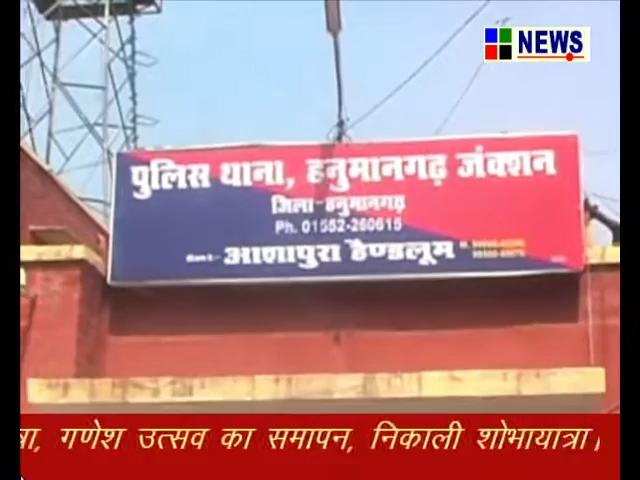 NEWS
पुलिस थाना, हनुमानगढ़ जंक्शन
जिला-हनुमानगढ़
Ph. 01552-260615
आशापुरा हैण्डलूम
गणेश उत्सव का समापन, निकाली शोभायात्रा।